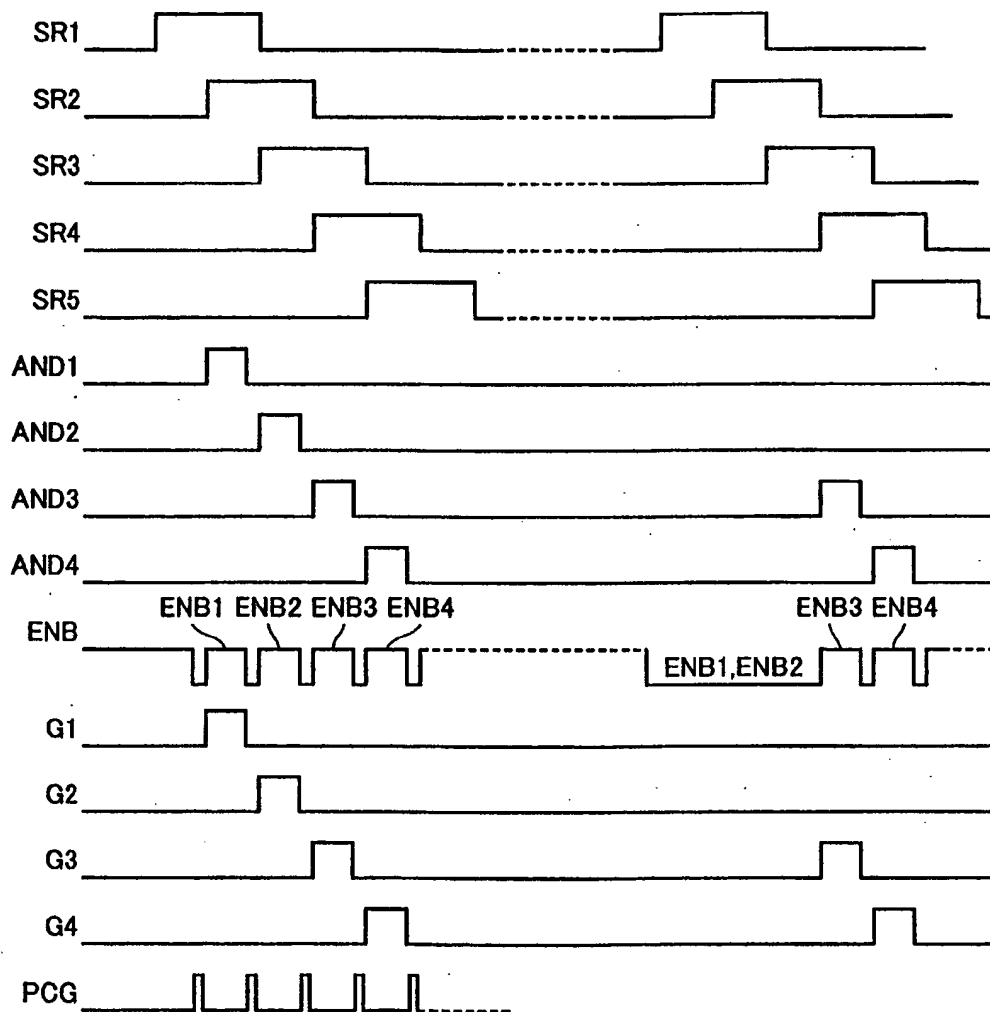 SR1
SR2
SR3
SR4
SR5
AND1
AND2
AND3
AND4
ENB1 ENB2 ENB3 ENB4 ENB3 ENB4
ENB
ENB1,ENB2
G1
G2
G3
G4
PCG